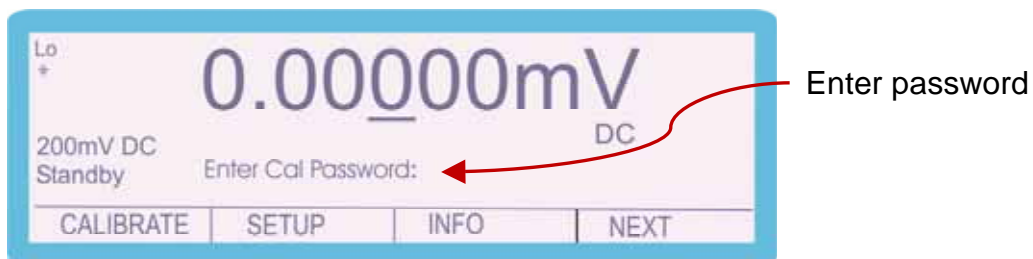 Lo
+
0.00000mV
DC
200mV DC
Standby
Enter Cal Password:
CALIBRATE SETUP INFO NEXT
Enter password